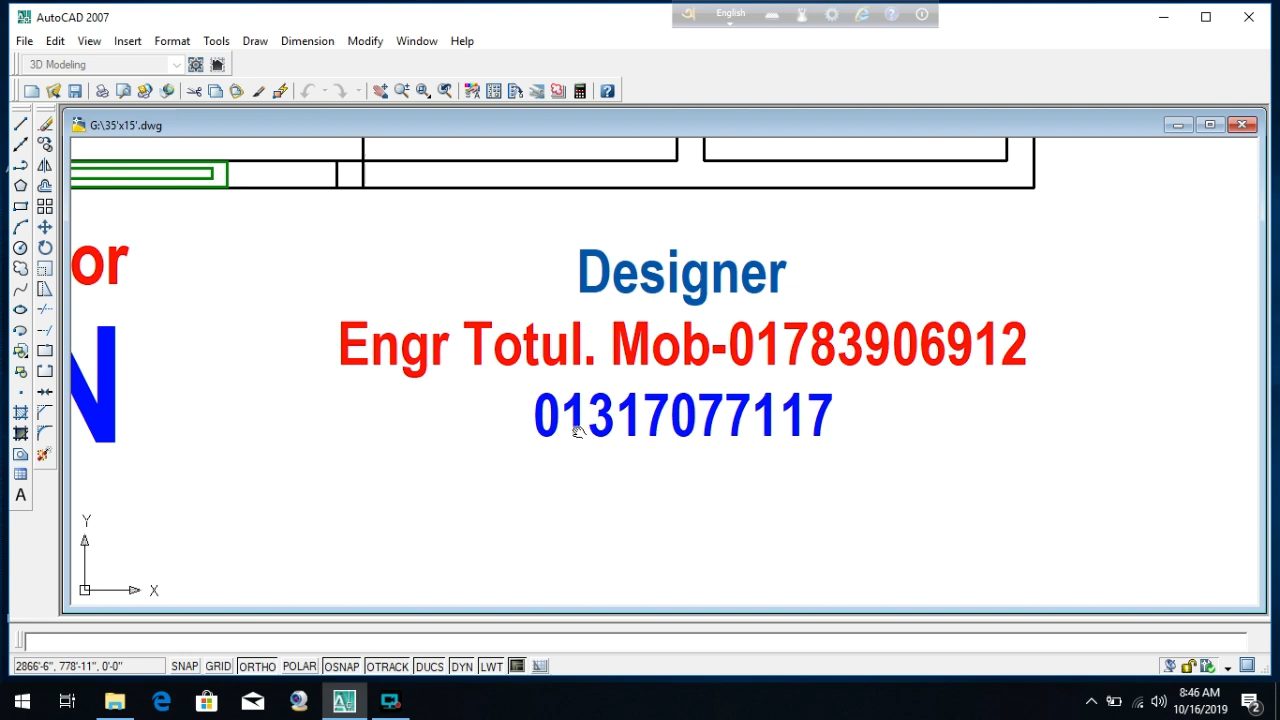 AutoCAD 2007
English
File Edit View Insert Format Tools Draw Dimension Modify Window Help
3D Modeling
G:\35'x15'.dwg
or
N
Designer
Engr Totul. Mob-01783906912
01317077117
Y
X
2866'-6", 778'-11", 0'-0" SNAP GRID ORTHO POLAR OSNAP OTRACK DUCS DYN LWT
8:46 AM
10/16/2019
2